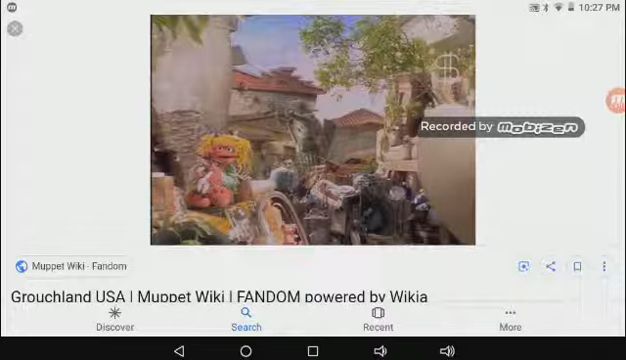 10:27 PM
Recorded by mobizen
Muppet Wiki · Fandom
Grouchland USA | Muppet Wiki | FANDOM powered by Wikia
Discover
Search
Recent
More